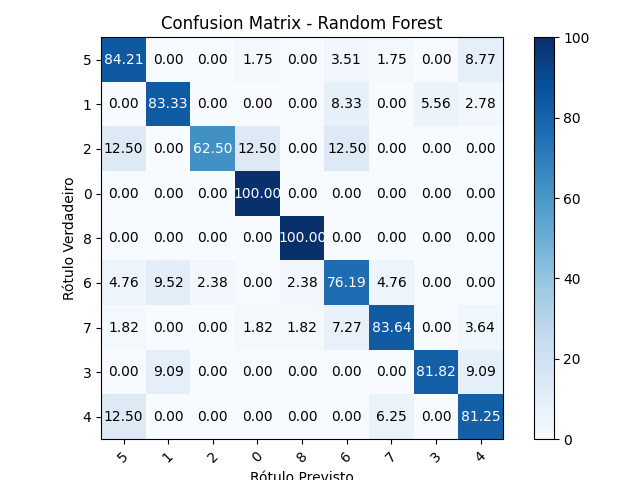 Confusion Matrix - Random Forest
5 84.21 0.00 0.00 1.75 0.00 3.51 1.75 0.00 8.77
1 0.00 83.33 0.00 0.00 0.00 8.33 0.00 5.56 2.78
2 12.50 0.00 62.50 12.50 0.00 12.50 0.00 0.00 0.00
0 0.00 0.00 0.00 100.00 0.00 0.00 0.00 0.00 0.00
8 0.00 0.00 0.00 0.00 100.00 0.00 0.00 0.00 0.00
6 4.76 9.52 2.38 0.00 2.38 76.19 4.76 0.00 0.00
7 1.82 0.00 0.00 1.82 1.82 7.27 83.64 0.00 3.64
3 0.00 9.09 0.00 0.00 0.00 0.00 0.00 81.82 9.09
4 12.50 0.00 0.00 0.00 0.00 0.00 6.25 0.00 81.25
5 1 2 0 8 6 7 3 4
Rótulo Verdadeiro
Rótulo Previsto
100
80
60
40
20
0